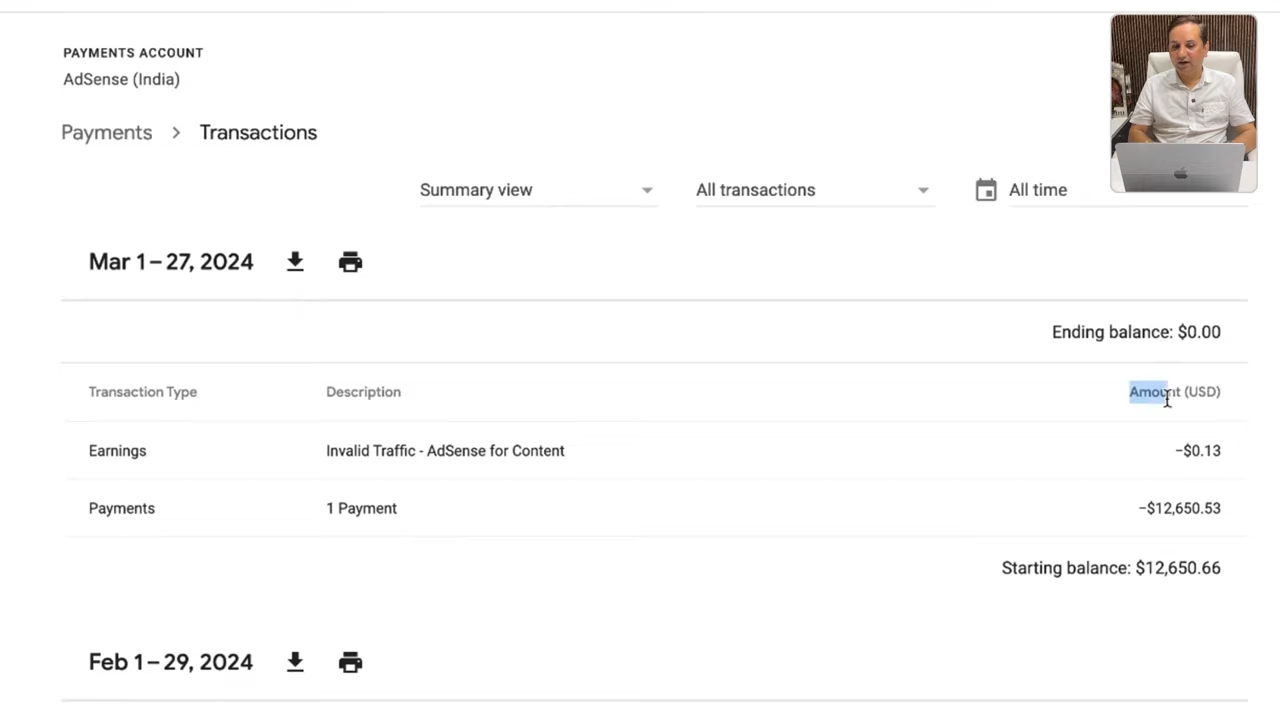 PAYMENTS ACCOUNT
AdSense (India)
Payments > Transactions
Summary view All transactions All time
Mar 1 – 27, 2024
Ending balance: $0.00
Transaction Type Description Amount (USD)
Earnings Invalid Traffic - AdSense for Content −$0.13
Payments 1 Payment −$12,650.53
Starting balance: $12,650.66
Feb 1 – 29, 2024